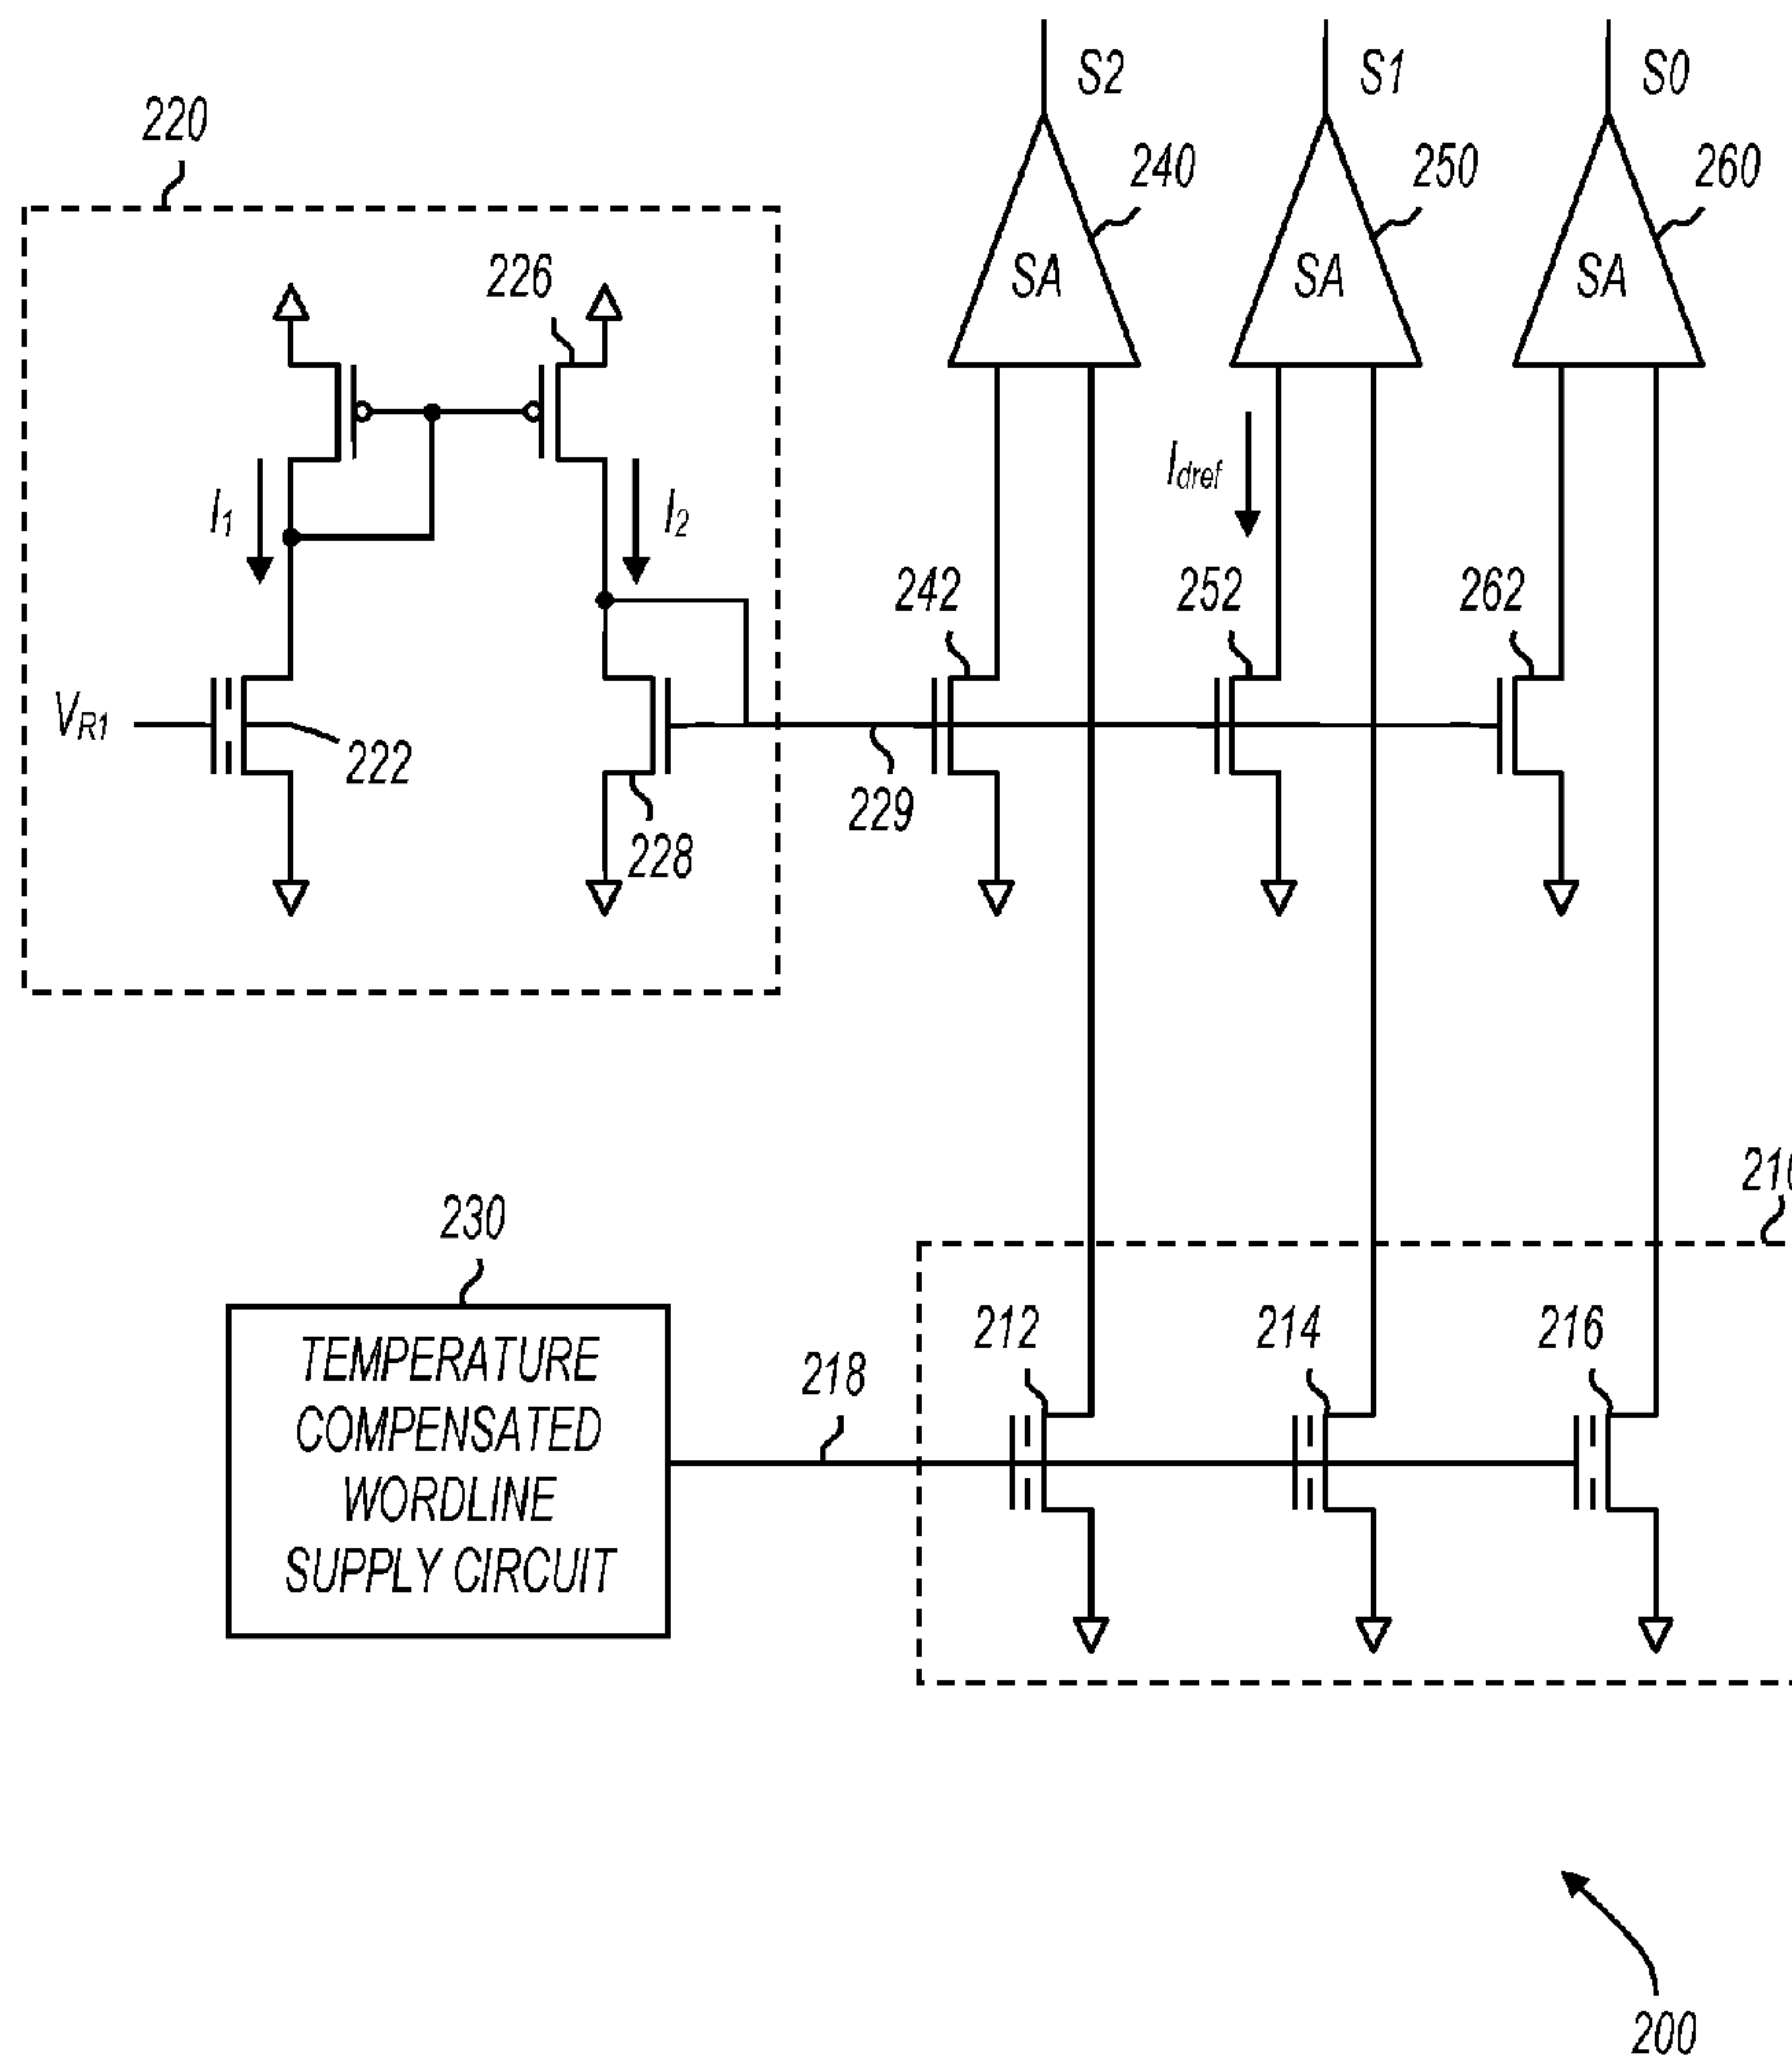 S2
S1
S0
220
240
250
260
226
SA
SA
SA
I1
I2
Idref
242
252
262
VR1
222
229
228
230
212
214
216
218
TEMPERATURE
COMPENSATED
WORDLINE
SUPPLY CIRCUIT
200